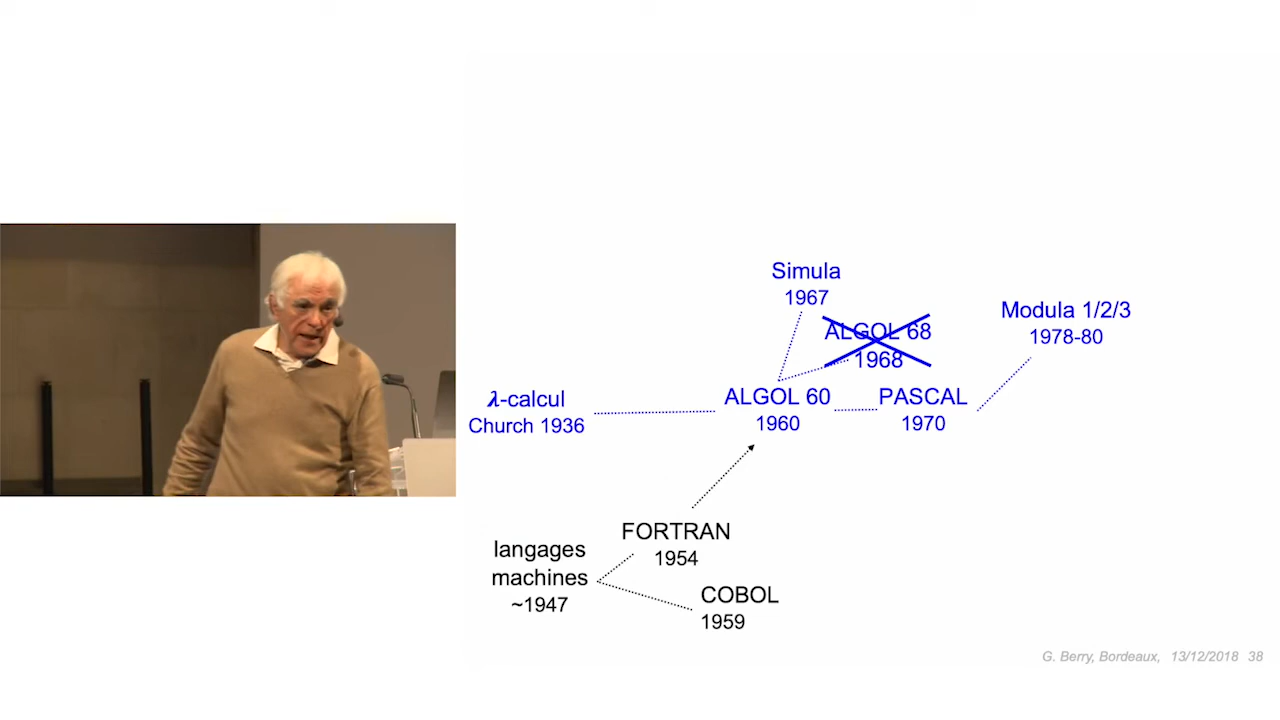 Simula
1967
ALGOL 68
1968
Modula 1/2/3
1978-80
λ-calcul
Church 1936
ALGOL 60
1960
PASCAL
1970
FORTRAN
1954
langages
machines
~1947
COBOL
1959
G. Berry, Bordeaux, 13/12/2018 38